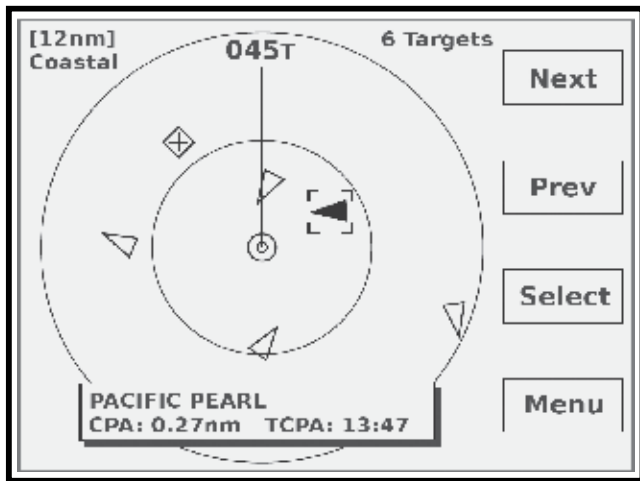 [12nm]
Coastal
045T
6 Targets
Next
Prev
Select
Menu
PACIFIC PEARL
CPA: 0.27nm TCPA: 13:47